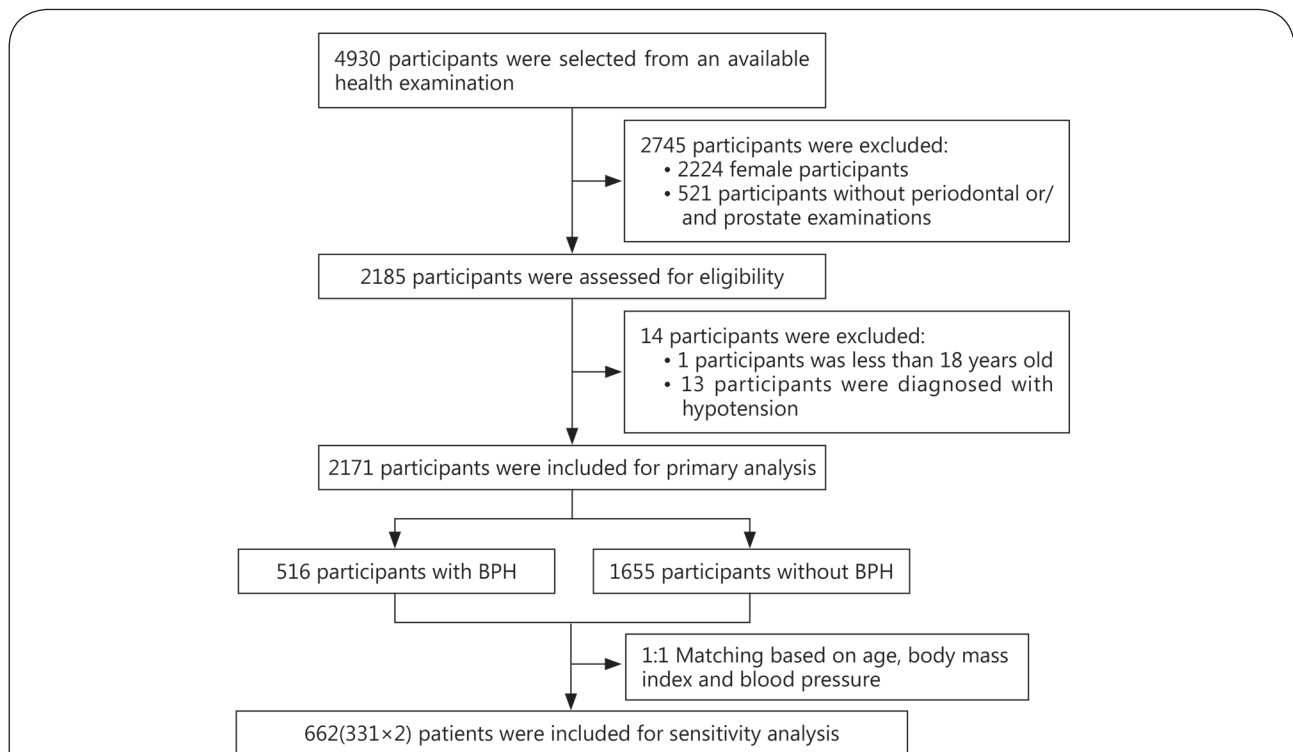 4930 participants were selected from an available
health examination
2745 participants were excluded:
• 2224 female participants
• 521 participants without periodontal or/
and prostate examinations
2185 participants were assessed for eligibility
14 participants were excluded:
• 1 participants was less than 18 years old
• 13 participants were diagnosed with
hypotension
2171 participants were included for primary analysis
516 participants with BPH
1655 participants without BPH
1:1 Matching based on age, body mass
index and blood pressure
662(331×2) patients were included for sensitivity analysis